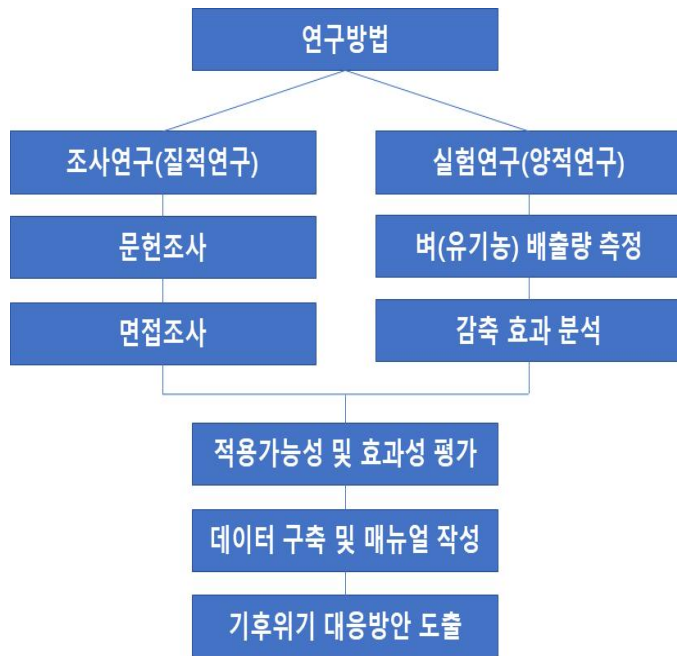 연구방법
조사연구(질적연구)
문헌조사
면접조사
실험연구(양적연구)
벼(유기농) 배출량 측정
감축 효과 분석
적용가능성 및 효과성 평가
데이터 구축 및 매뉴얼 작성
기후위기 대응방안 도출